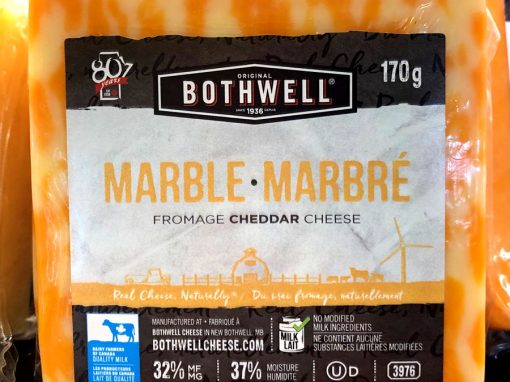 80
years
ORIGINAL
BOTHWELL®
SINCE 1936 DEPUIS
170g
MARBLE · MARBRÉ
FROMAGE CHEDDAR CHEESE
Real Cheese, Naturally® / Du vrai fromage, naturellement
DAIRY FARMERS
OF CANADA
QUALITY MILK
LES PRODUCTEURS
LAITIERS DU CANADA
LAIT DE QUALITÉ
MANUFACTURED AT • FABRIQUÉ À
BOTHWELL CHEESE IN NEW BOTHWELL, MB
BOTHWELLCHEESE.COM
MILK
LAIT
NO MODIFIED
MILK INGREDIENTS
NE CONTIENT AUCUNE
SUBSTANCES LAITIÈRES MODIFIÉES
32% MF
MG
37% MOISTURE
HUMIDITÉ
U D
3976